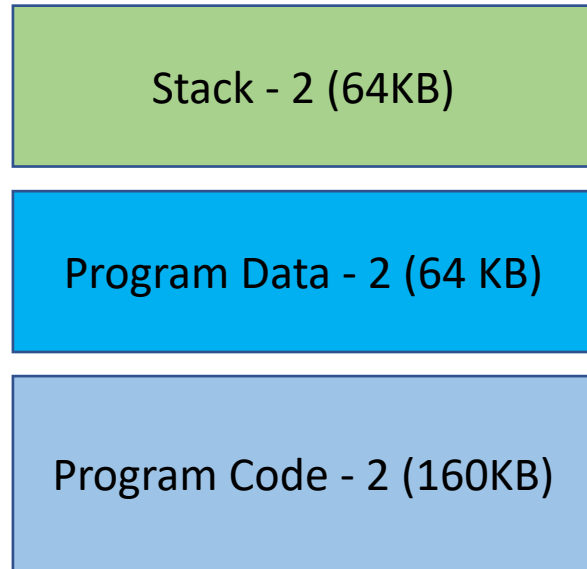 Stack - 2 (64KB)
Program Data - 2 (64 KB)
Program Code - 2 (160KB)